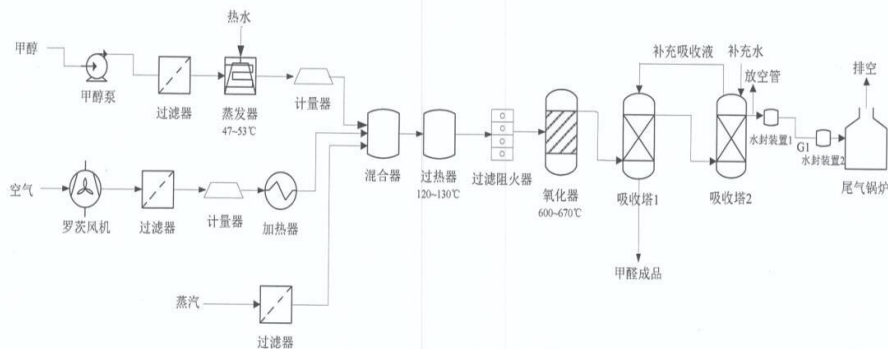 热水
甲醇
甲醇泵
过滤器
蒸发器
47~53℃
计量器
空气
罗茨风机
过滤器
计量器
加热器
蒸汽
过滤器
混合器
过热器
120~130℃
过滤阻火器
氧化器
600~670℃
补充吸收液
补充水
放空管
吸收塔1
吸收塔2
甲醛成品
水封装置1
G1
水封装置2
排空
尾气锅炉